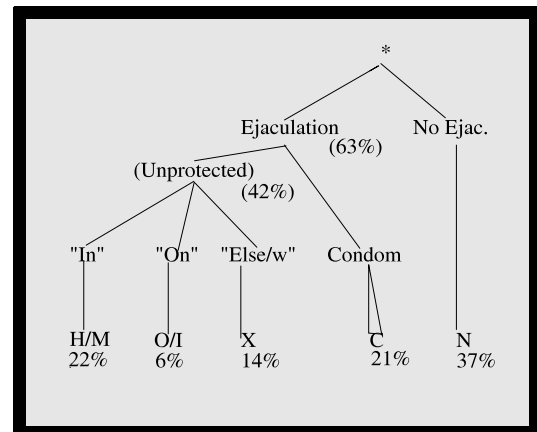 *
Ejaculation No Ejac.
(63%)
(Unprotected)
(42%)
"In" "On" "Else/w" Condom
H/M O/I X C N
22% 6% 14% 21% 37%